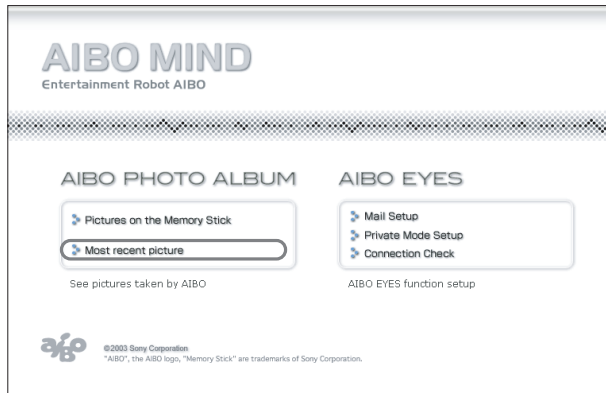 AIBO MIND
Entertainment Robot AIBO
AIBO PHOTO ALBUM
Pictures on the Memory Stick
Most recent picture
See pictures taken by AIBO
AIBO EYES
Mail Setup
Private Mode Setup
Connection Check
AIBO EYES function setup
aiBo
©2003 Sony Corporation
"AIBO", the AIBO logo, "Memory Stick" are trademarks of Sony Corporation.